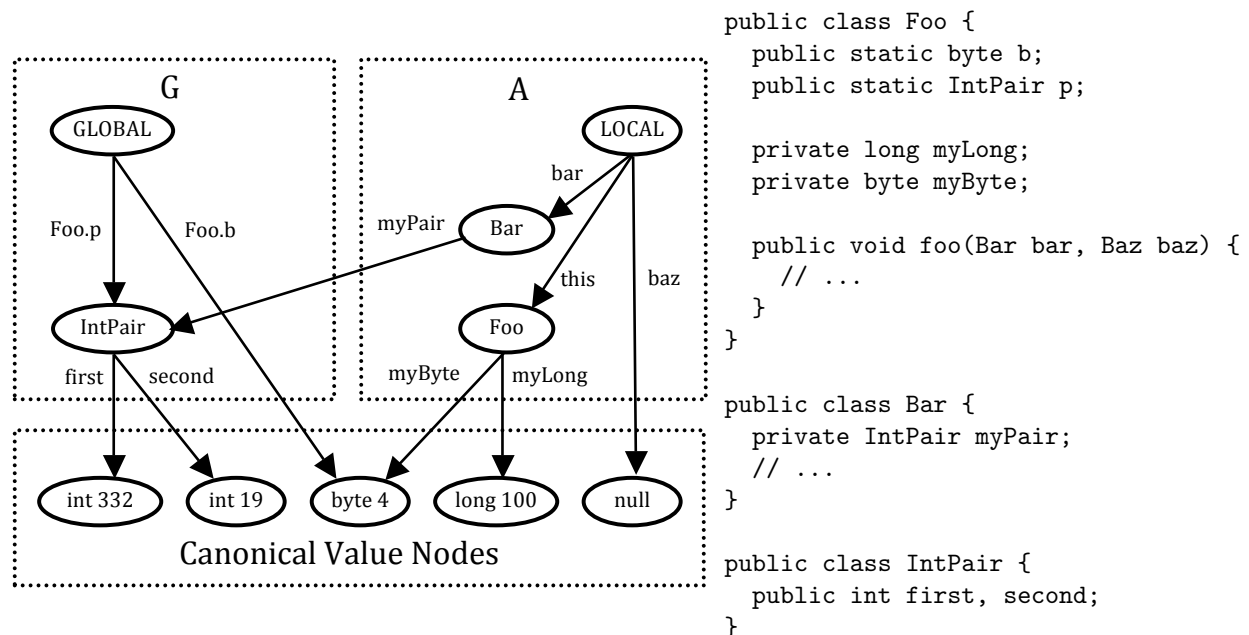 G
A
GLOBAL
LOCAL
bar
Foo.p
Foo.b
myPair
Bar
this
baz
IntPair
Foo
first
second
myByte
myLong
int 332
int 19
byte 4
long 100
null
Canonical Value Nodes
public class Foo {
public static byte b;
public static IntPair p;
private long myLong;
private byte myByte;
public void foo(Bar bar, Baz baz) {
// ...
}
}
public class Bar {
private IntPair myPair;
// ...
}
public class IntPair {
public int first, second;
}